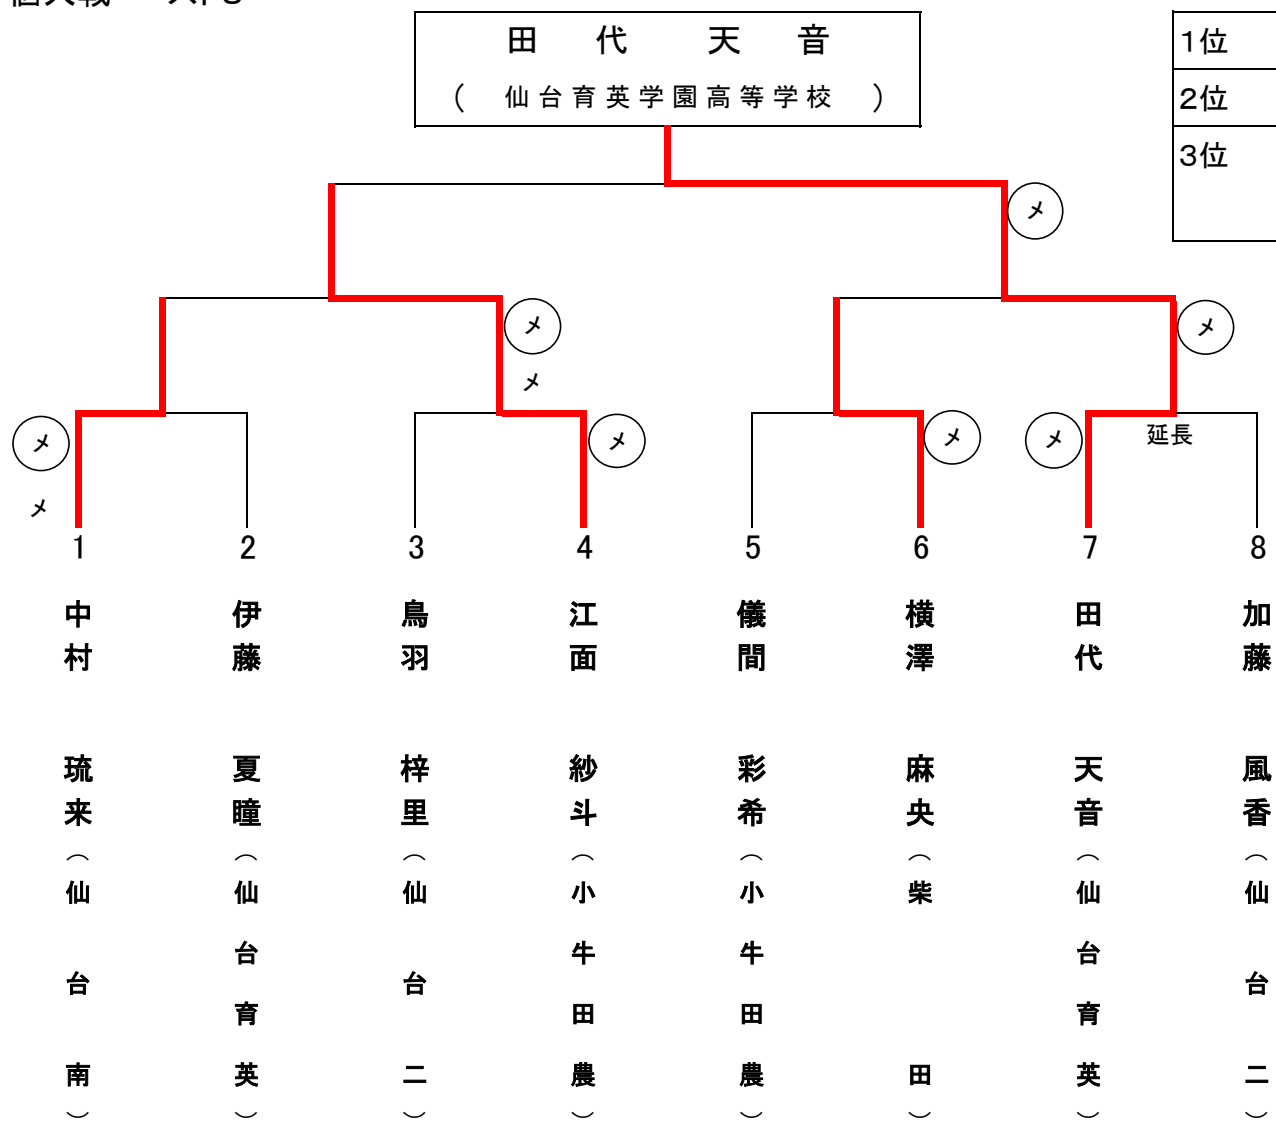 田代 天音
( 仙台育英学園高等学校 )
1位
2位
3位
メ
メ
メ
メ
メ
メ
メ
メ
メ
延長
1 2 3 4 5 6 7 8
中村 琉来(仙台南)
伊藤 夏瞳(仙台育英)
鳥羽 梓里(仙台二)
江面 紗斗(小牛田農)
儀間 彩希(小牛田農)
横澤 麻央(柴田)
田代 天音(仙台育英)
加藤 風香(仙台二)